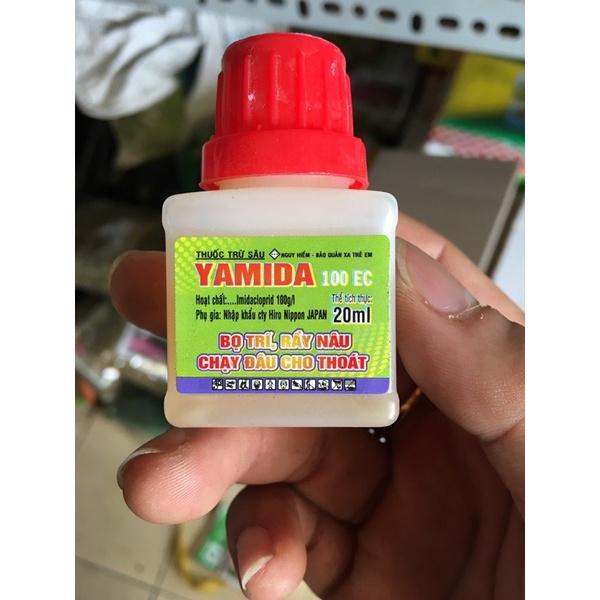 THUỐC TRỪ SÂU NGUY HIỂM - BẢO QUẢN XA TRẺ EM
YAMIDA 100 EC
Hoạt chất:....Imidacloprid 100g/l
Thể tích thực:
Phụ gia: Nhập khẩu cty Hiro Nippon JAPAN
20ml
BỌ TRĨ, RẦY NÂU
CHẠY ĐÂU CHO THOÁT